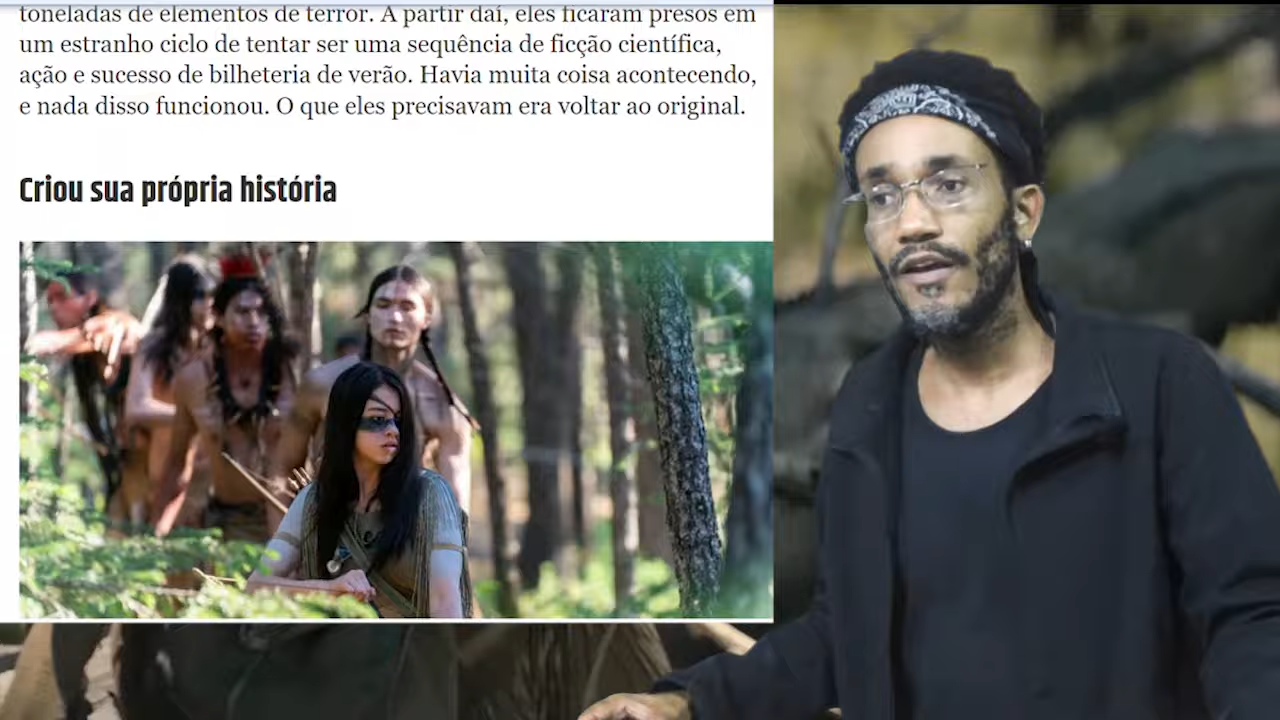 toneladas de elementos de terror. A partir daí, eles ficaram presos em
um estranho ciclo de tentar ser uma sequência de ficção científica,
ação e sucesso de bilheteria de verão. Havia muita coisa acontecendo,
e nada disso funcionou. O que eles precisavam era voltar ao original.
Criou sua própria história